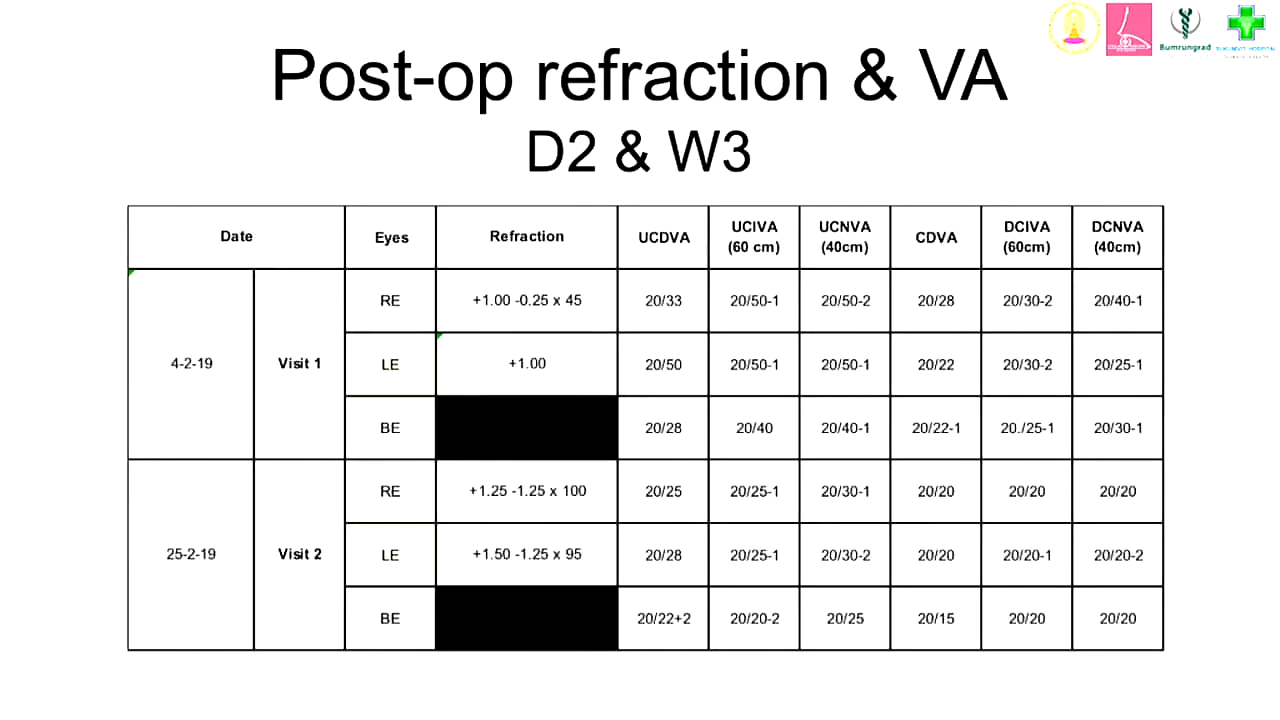 Bumrungrad
Post-op refraction & VA
D2 & W3
Date Eyes Refraction UCDVA UCIVA (60 cm) UCNVA (40cm) CDVA DCIVA (60cm) DCNVA (40cm)
4-2-19 Visit 1 RE +1.00 -0.25 x 45 20/33 20/50-1 20/50-2 20/28 20/30-2 20/40-1
LE +1.00 20/50 20/50-1 20/50-1 20/22 20/30-2 20/25-1
BE 20/28 20/40 20/40-1 20/22-1 20./25-1 20/30-1
25-2-19 Visit 2 RE +1.25 -1.25 x 100 20/25 20/25-1 20/30-1 20/20 20/20 20/20
LE +1.50 -1.25 x 95 20/28 20/25-1 20/30-2 20/20 20/20-1 20/20-2
BE 20/22+2 20/20-2 20/25 20/15 20/20 20/20